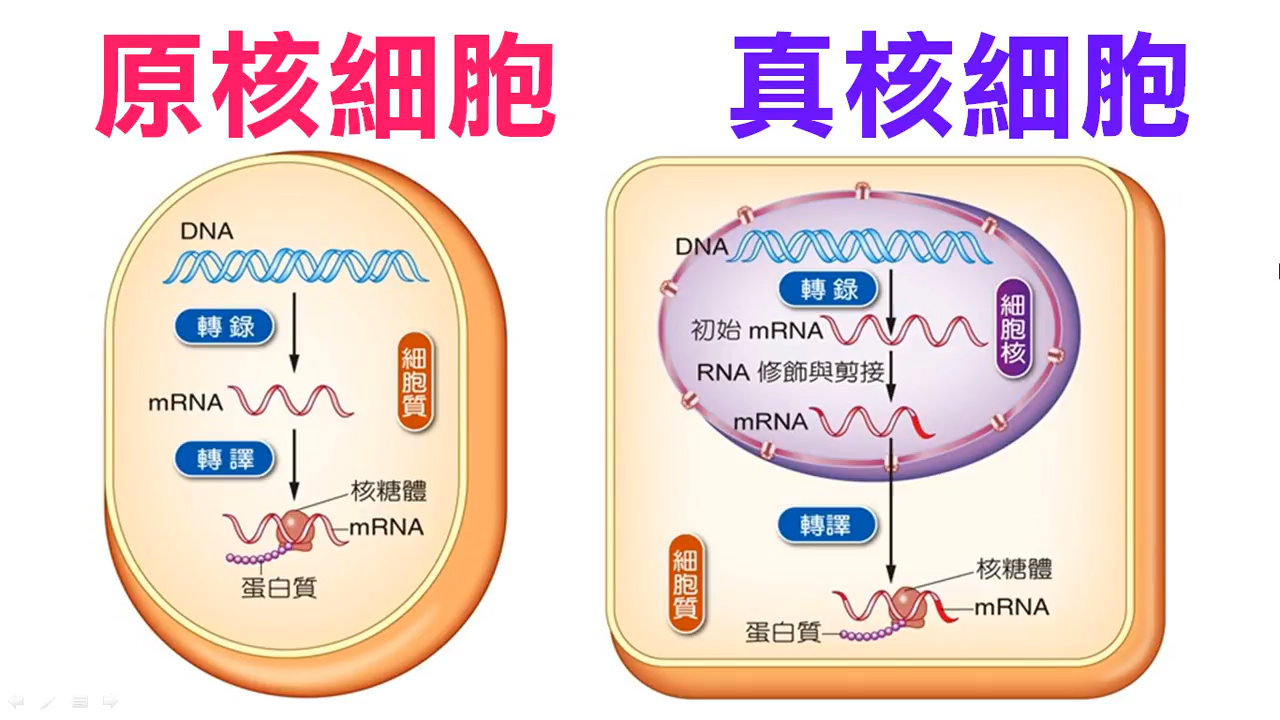 原核細胞
DNA
轉錄
細胞質
mRNA
轉譯
核糖體
mRNA
蛋白質
真核細胞
DNA
轉錄
細胞核
初始 mRNA
RNA 修飾與剪接
mRNA
轉譯
細胞質
核糖體
mRNA
蛋白質